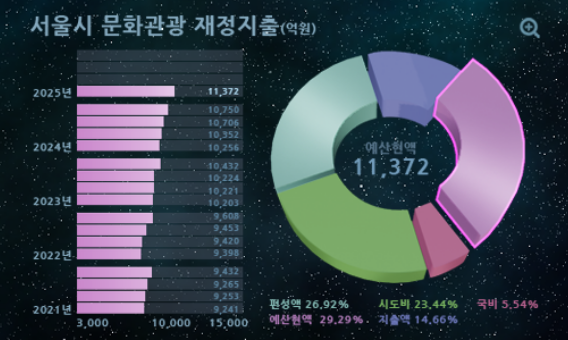 서울시 문화관광 재정지출(억원)
2025년
11,372
10,750
10,706
10,352
2024년
10,256
10,432
10,224
10,221
2023년
10,203
9,608
9,453
9,420
2022년
9,398
9,432
9,265
9,253
2021년
9,241
3,000 10,000 15,000
예산현액
11,372
편성액 26,92% 시도비 23,44% 국비 5,54%
예산현액 29,29% 지출액 14,66%